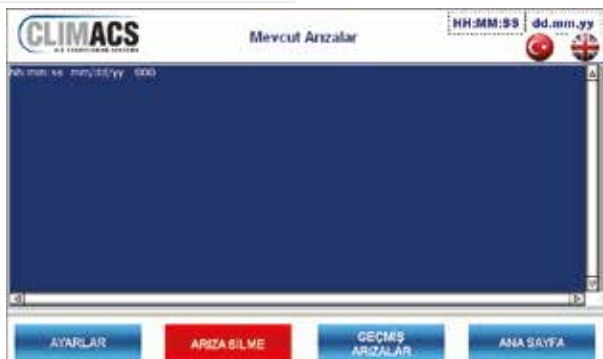 CLIMACS
AIR CONDITIONING SYSTEMS
Mevcut Arızalar
HH:MM:SS dd.mm.yy
hh:mm:ss mm/dd/yy 000
AYARLAR
ARIZA SİLME
GEÇMİŞ
ARIZALAR
ANA SAYFA